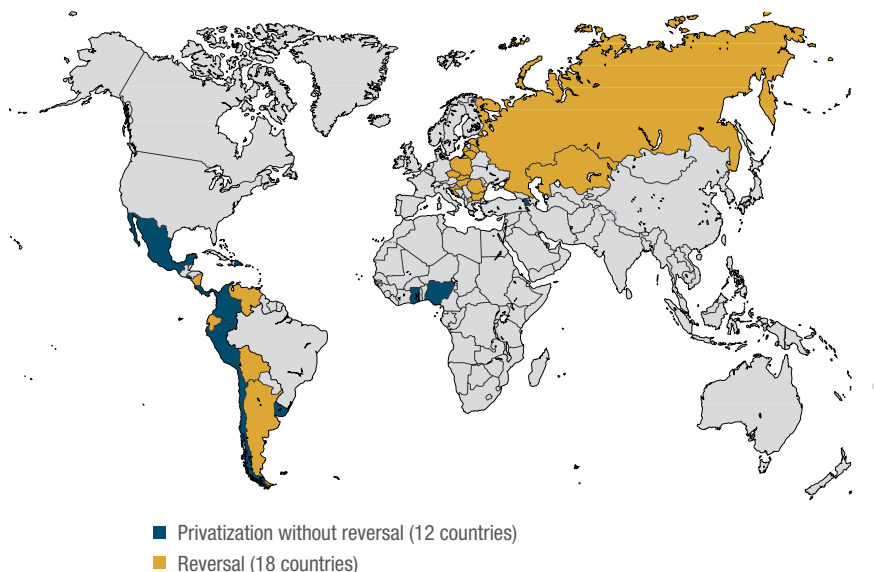 Privatization without reversal (12 countries)
Reversal (18 countries)